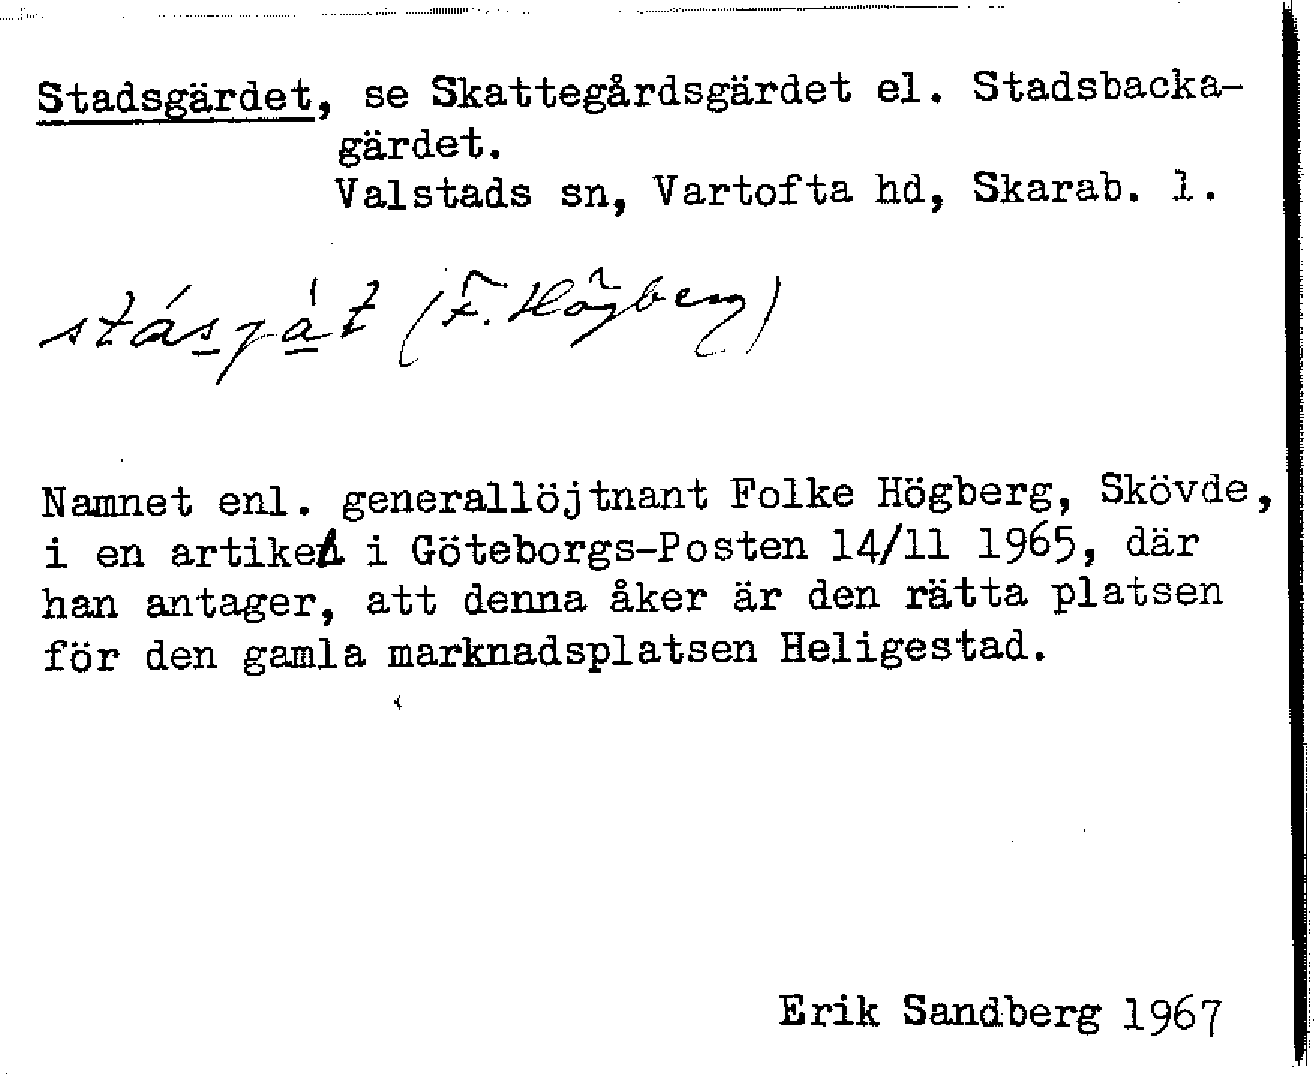 Stadsgärdet, se Skattegårdsgärdet el. Stadsbacka-
gärdet.
Valstads sn, Vartofta hd, Skarab. l.
(F. Högberg)
Namnet enl. generallöjtnant Folke Högberg, Skövde,
i en artikel i Göteborgs-Posten 14/11 1965, där
han antager, att denna åker är den rätta platsen
för den gamla marknadsplatsen Heligestad.
Erik Sandberg 1967